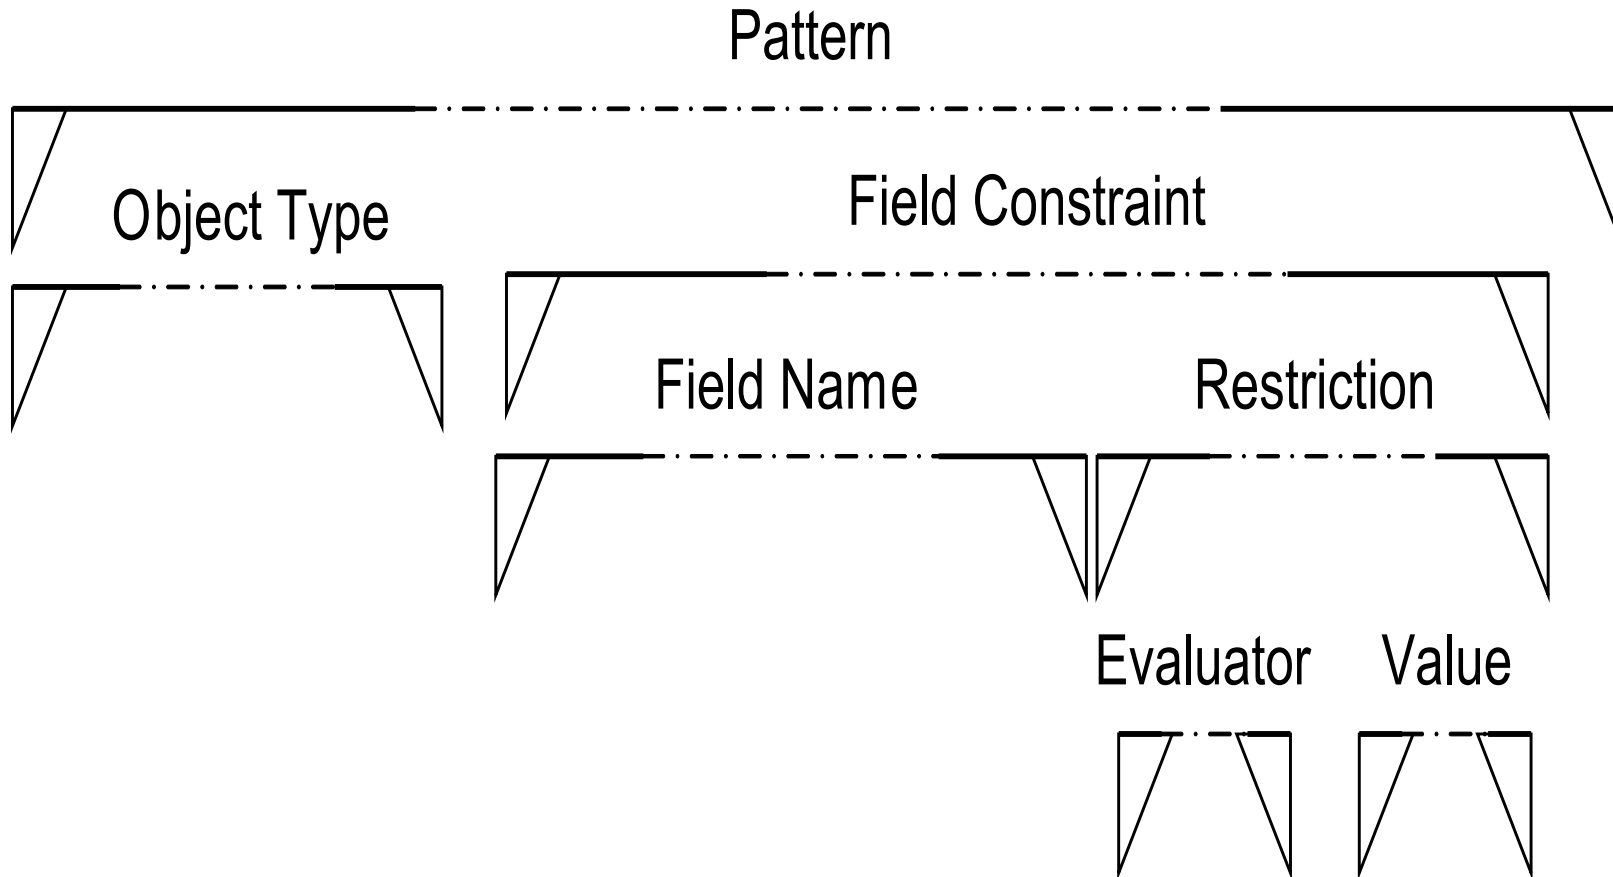 Pattern
Object Type
Field Constraint
Field Name
Restriction
Evaluator
Value